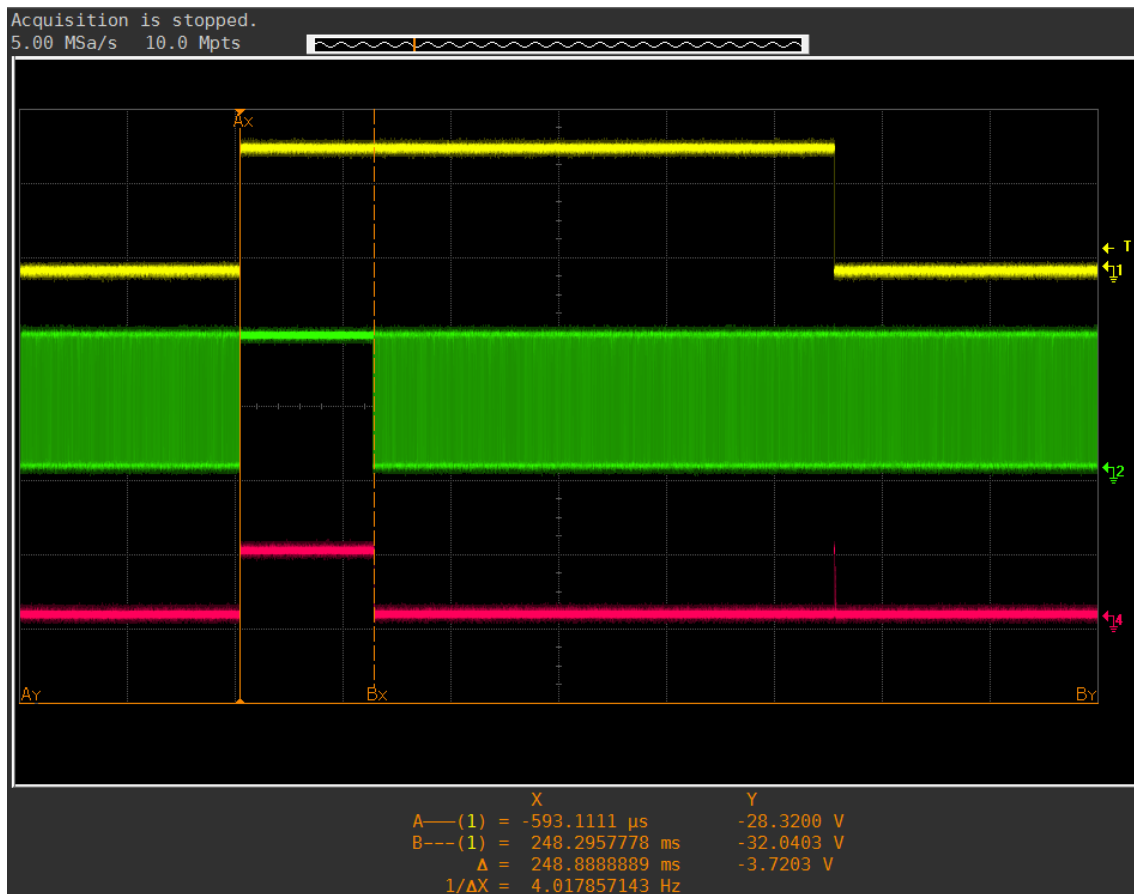 Acquisition is stopped.
5.00 MSa/s 10.0 Mpts
Ax
T
1
2
4
Ay Bx By
X Y
A───(1) = -593.1111 µs -28.3200 V
B---(1) = 248.2957778 ms -32.0403 V
Δ = 248.8888889 ms -3.7203 V
1/ΔX = 4.017857143 Hz